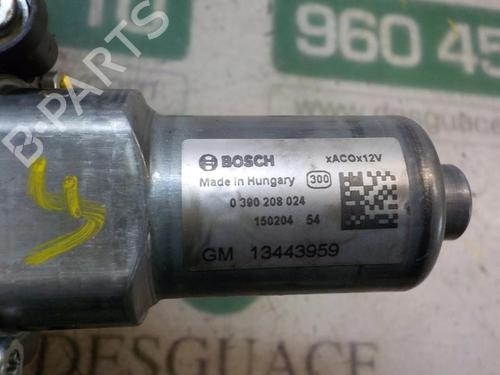 960 45
B-PARTS
BOSCH xACOx12V
Made in Hungary 300
0 390 208 024
150204 54
GM 13443959
DESGUACE